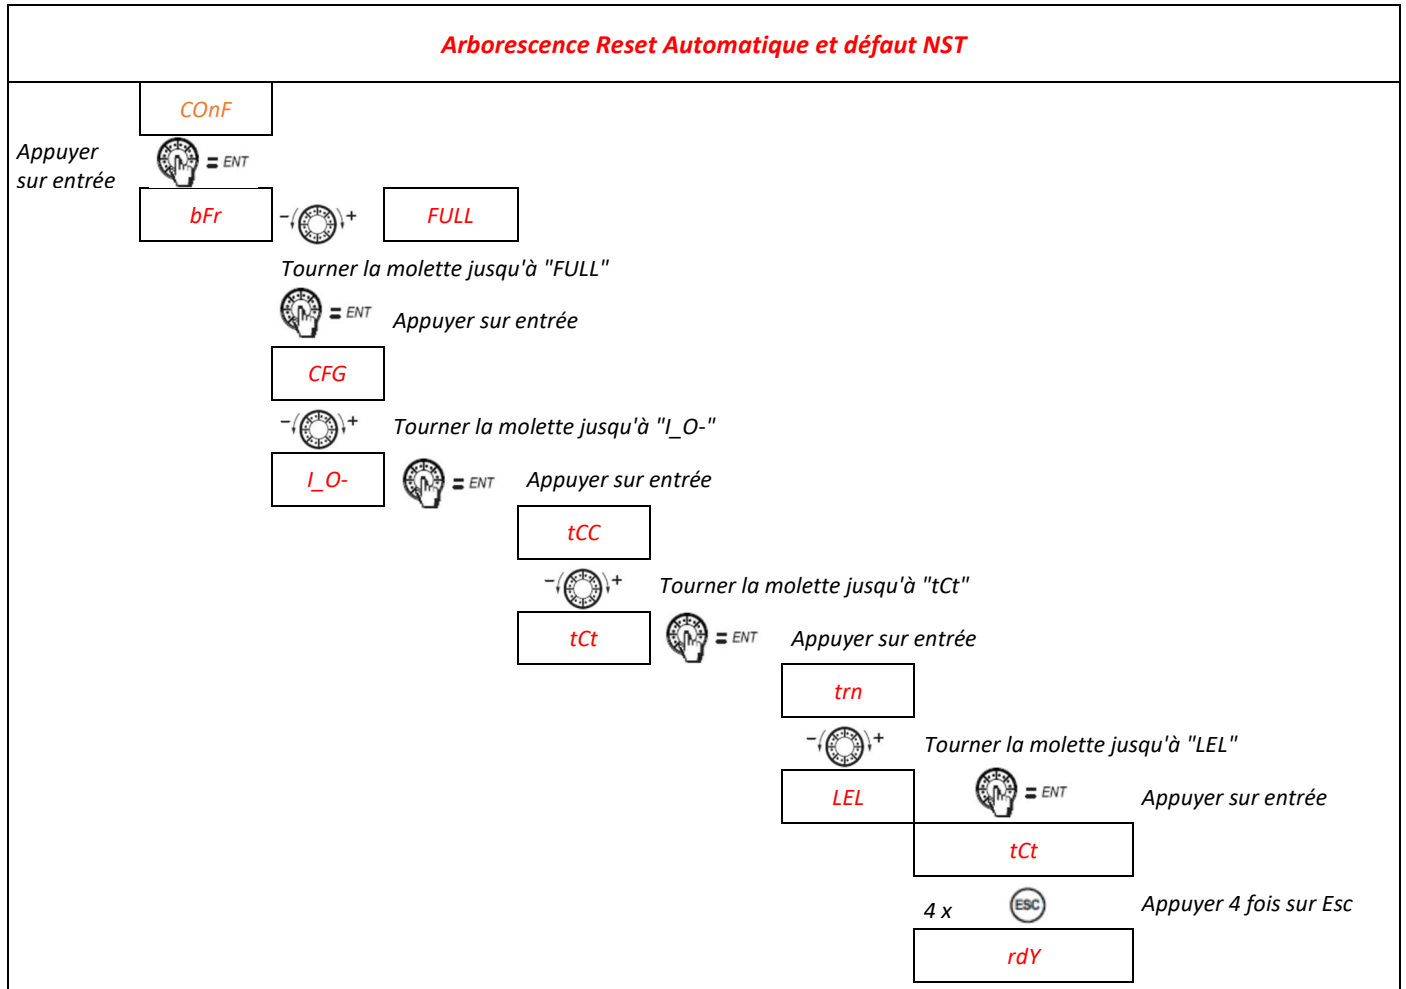 Arborescence Reset Automatique et défaut NST
COnF
Appuyer
sur entrée
= ENT
bFr
- +
FULL
Tourner la molette jusqu'à "FULL"
= ENT
Appuyer sur entrée
CFG
- +
Tourner la molette jusqu'à "I_O-"
I_O-
= ENT
Appuyer sur entrée
tCC
- +
Tourner la molette jusqu'à "tCt"
tCt
= ENT
Appuyer sur entrée
trn
- +
Tourner la molette jusqu'à "LEL"
LEL
= ENT
Appuyer sur entrée
tCt
4 x
ESC
Appuyer 4 fois sur Esc
rdY